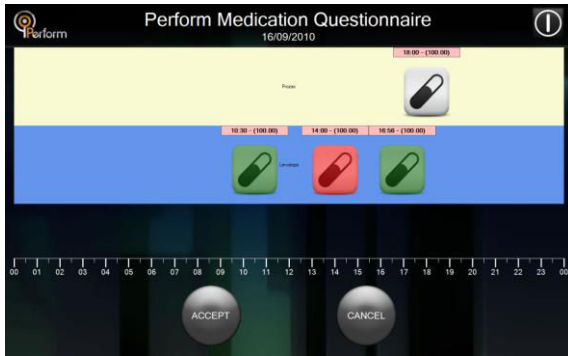 Perform
Perform Medication Questionnaire
16/09/2010
18:00 - (100.00)
Prozac
10:30 - (100.00) 14:00 - (100.00) 16:56 - (100.00)
00 01 02 03 04 05 06 07 08 09 10 11 12 13 14 15 16 17 18 19 20 21 22 23 00
ACCEPT CANCEL